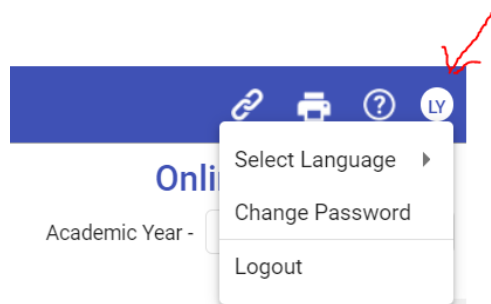 LY
Select Language
Onli
Change Password
Academic Year -
Logout